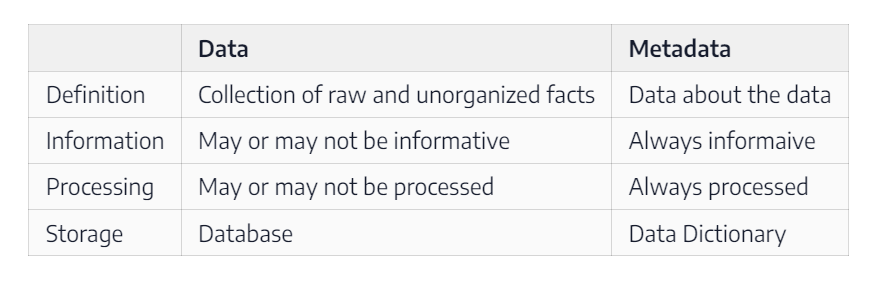 Data Metadata
Definition Collection of raw and unorganized facts Data about the data
Information May or may not be informative Always informaive
Processing May or may not be processed Always processed
Storage Database Data Dictionary